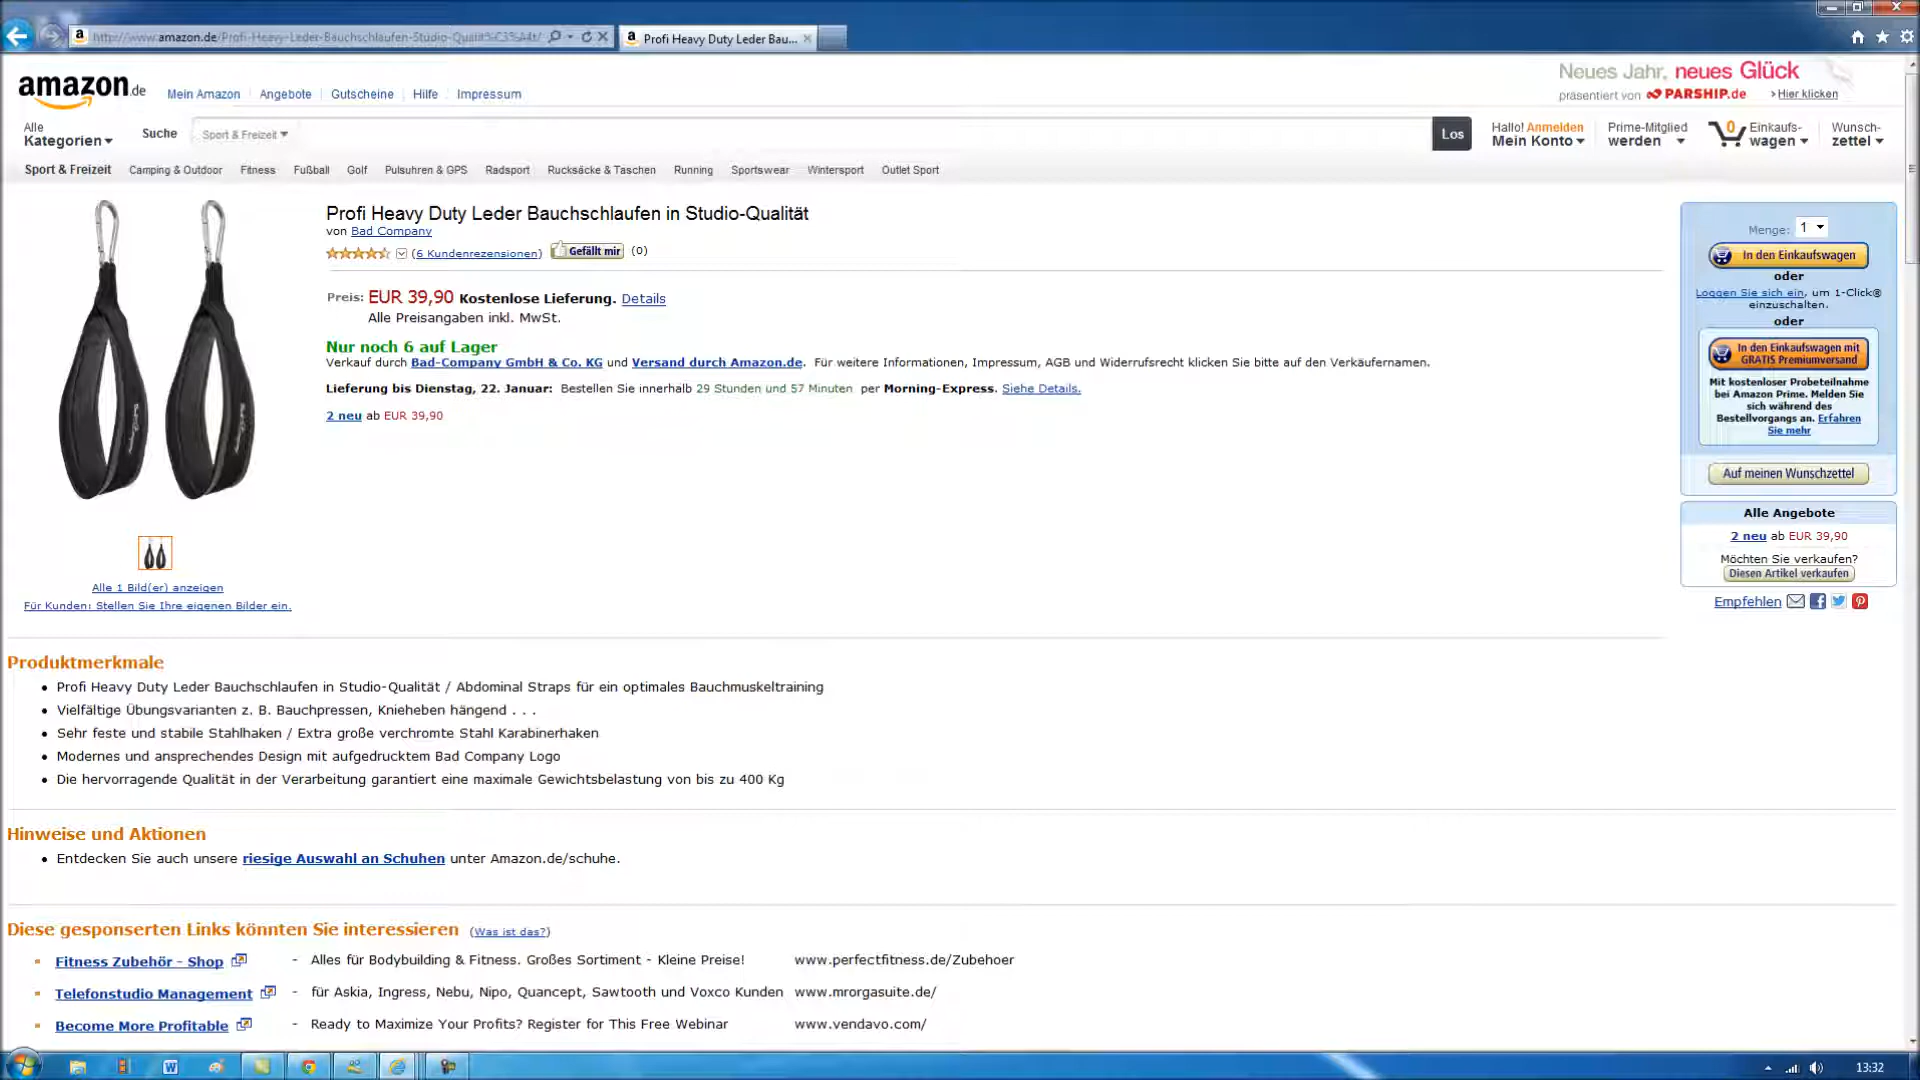 http://www.amazon.de/Profi-Heavy-Leder-Bauchschlaufen-Studio-Qualit%C3%A4t/
Profi Heavy Duty Leder Bau...
amazon.de
Mein Amazon
Angebote
Gutscheine
Hilfe
Impressum
Neues Jahr, neues Glück
präsentiert von PARSHIP.de
Hier klicken
Alle
Kategorien
Suche
Sport & Freizeit
Los
Hallo! Anmelden
Mein Konto
Prime-Mitglied
werden
0
Einkaufs-
wagen
Wunsch-
zettel
Sport & Freizeit
Camping & Outdoor
Fitness
Fußball
Golf
Pulsuhren & GPS
Radsport
Rucksäcke & Taschen
Running
Sportswear
Wintersport
Outlet Sport
Profi Heavy Duty Leder Bauchschlaufen in Studio-Qualität
von Bad Company
(6 Kundenrezensionen)
Gefällt mir
(0)
Preis: EUR 39,90 Kostenlose Lieferung. Details
Alle Preisangaben inkl. MwSt.
Nur noch 6 auf Lager
Verkauf durch Bad-Company GmbH & Co. KG und Versand durch Amazon.de. Für weitere Informationen, Impressum, AGB und Widerrufsrecht klicken Sie bitte auf den Verkäufernamen.
Lieferung bis Dienstag, 22. Januar: Bestellen Sie innerhalb 29 Stunden und 57 Minuten per Morning-Express. Siehe Details.
2 neu ab EUR 39,90
Alle 1 Bild(er) anzeigen
Für Kunden: Stellen Sie Ihre eigenen Bilder ein.
Menge: 1
In den Einkaufswagen
oder
Loggen Sie sich ein, um 1-Click®
einzuschalten.
oder
In den Einkaufswagen mit
GRATIS Premiumversand
Mit kostenloser Probeteilnahme
bei Amazon Prime. Melden Sie
sich während des
Bestellvorgangs an. Erfahren
Sie mehr
Auf meinen Wunschzettel
Alle Angebote
2 neu ab EUR 39,90
Möchten Sie verkaufen?
Diesen Artikel verkaufen
Empfehlen
Produktmerkmale
Profi Heavy Duty Leder Bauchschlaufen in Studio-Qualität / Abdominal Straps für ein optimales Bauchmuskeltraining
Vielfältige Übungsvarianten z. B. Bauchpressen, Knieheben hängend . . .
Sehr feste und stabile Stahlhaken / Extra große verchromte Stahl Karabinerhaken
Modernes und ansprechendes Design mit aufgedrucktem Bad Company Logo
Die hervorragende Qualität in der Verarbeitung garantiert eine maximale Gewichtsbelastung von bis zu 400 Kg
Hinweise und Aktionen
Entdecken Sie auch unsere riesige Auswahl an Schuhen unter Amazon.de/schuhe.
Diese gesponserten Links könnten Sie interessieren (Was ist das?)
Fitness Zubehör - Shop - Alles für Bodybuilding & Fitness. Großes Sortiment - Kleine Preise! www.perfectfitness.de/Zubehoer
Telefonstudio Management - für Askia, Ingress, Nebu, Nipo, Quancept, Sawtooth und Voxco Kunden www.mrorgasuite.de/
Become More Profitable - Ready to Maximize Your Profits? Register for This Free Webinar www.vendavo.com/
13:32